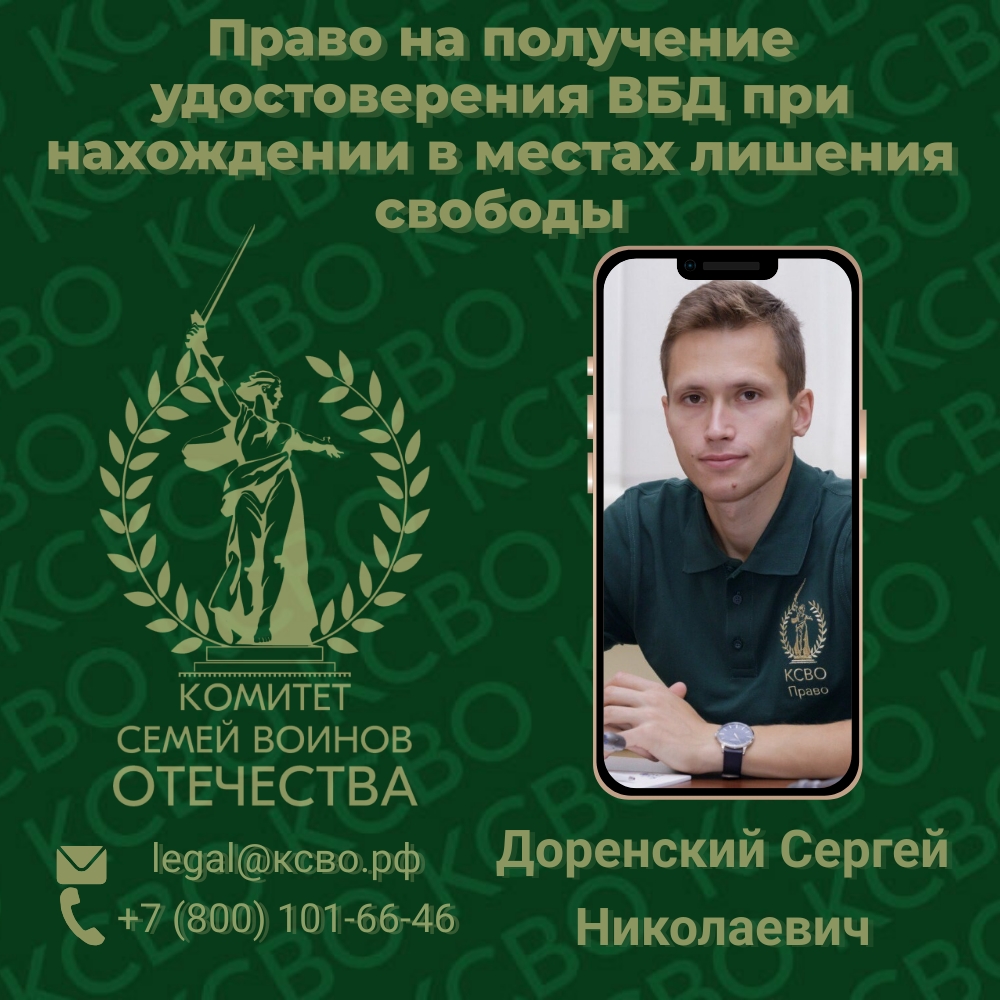 Право на получение
удостоверения ВБД при
нахождении в местах лишения
свободы
КОМИТЕТ
СЕМЕЙ ВОИНОВ
ОТЕЧЕСТВА
legal@ксво.рф
+7 (800) 101-66-46
КСВО
Право
Доренский Сергей
Николаевич